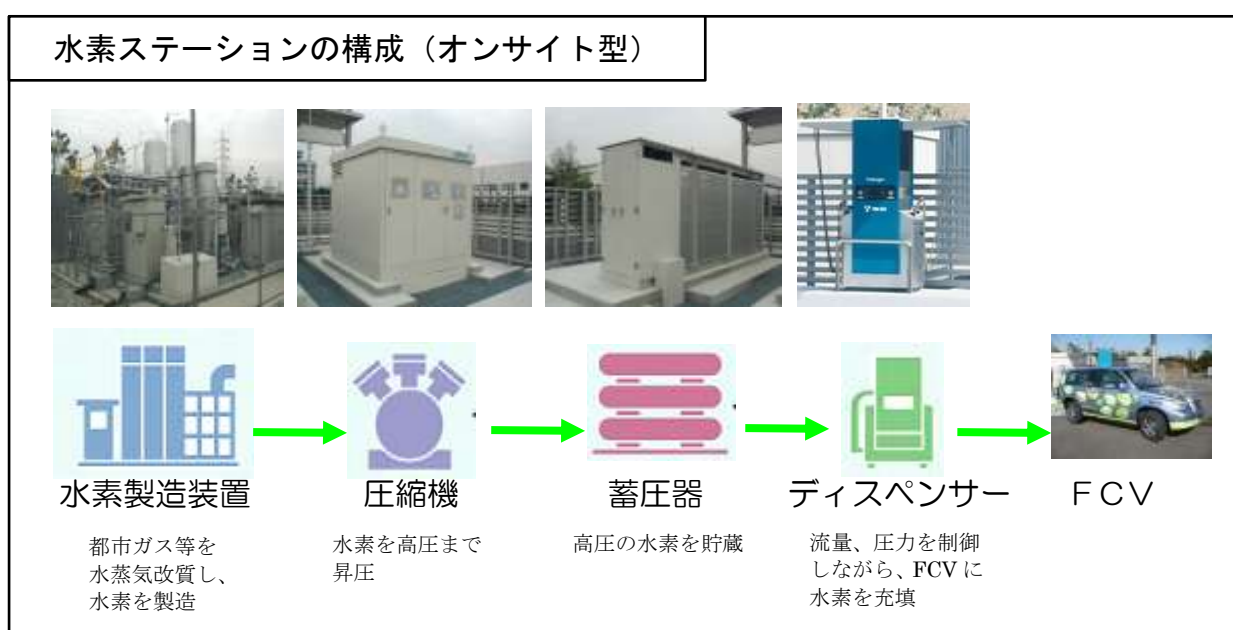 水素ステーションの構成（オンサイト型）
水素製造装置
圧縮機
蓄圧器
ディスペンサー
ＦＣＶ
都市ガス等を
水蒸気改質し、
水素を製造
水素を高圧まで
昇圧
高圧の水素を貯蔵
流量、圧力を制御
しながら、FCV に
水素を充填